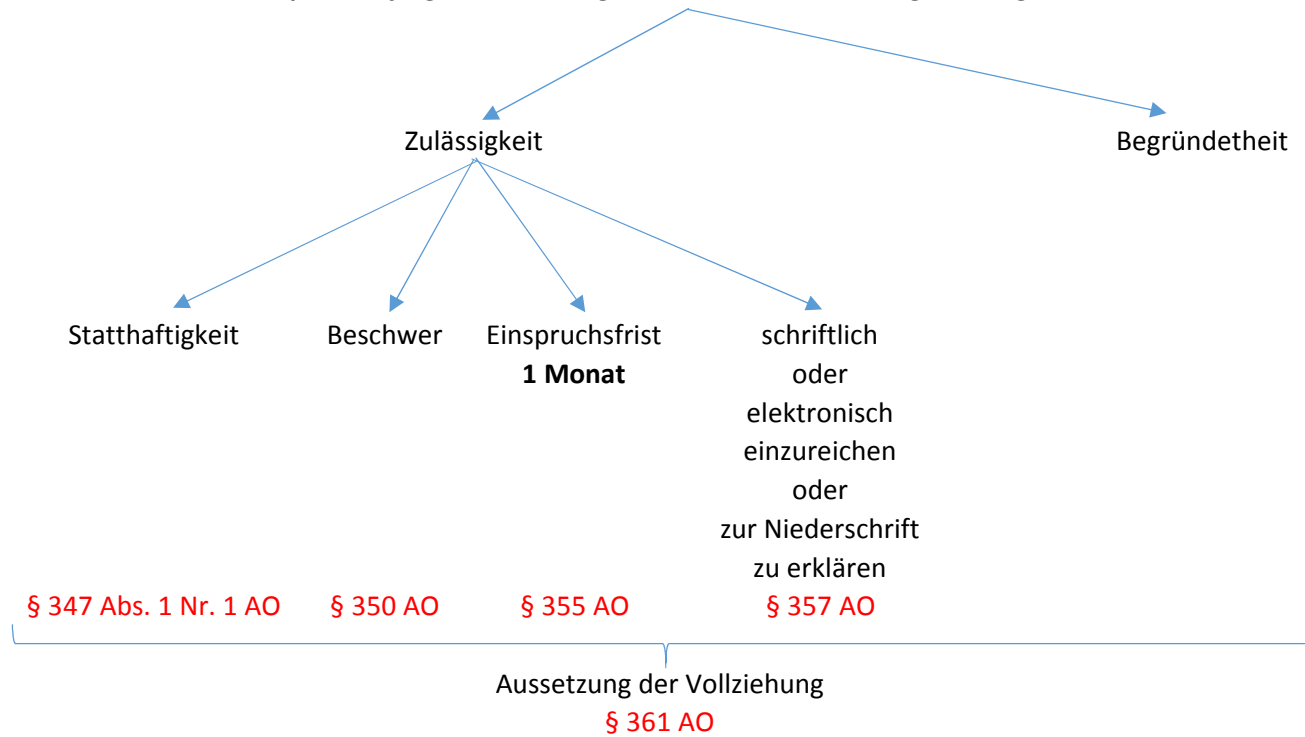 Zulässigkeit Begründetheit
Statthaftigkeit Beschwer Einspruchsfrist schriftlich
1 Monat oder
elektronisch
einzureichen
oder
zur Niederschrift
zu erklären
§ 347 Abs. 1 Nr. 1 AO § 350 AO § 355 AO § 357 AO
Aussetzung der Vollziehung
§ 361 AO